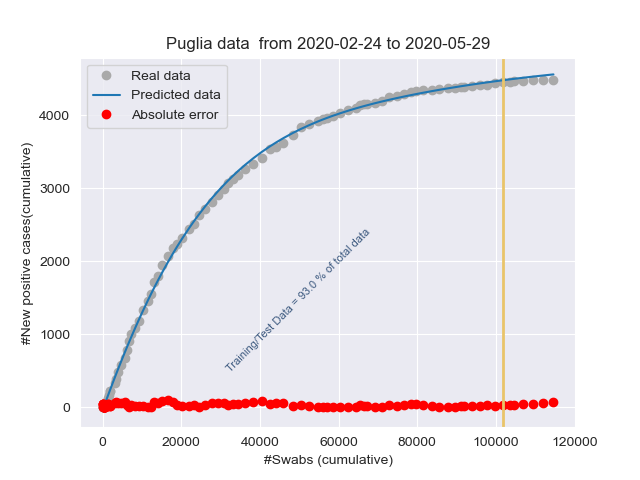 Puglia data  from 2020-02-24 to 2020-05-29
Real data
Predicted data
Absolute error
#New positive cases(cumulative)
4000
3000
2000
1000
0
Training/Test Data = 93.0 % of total data
0 20000 40000 60000 80000 100000 120000
#Swabs (cumulative)